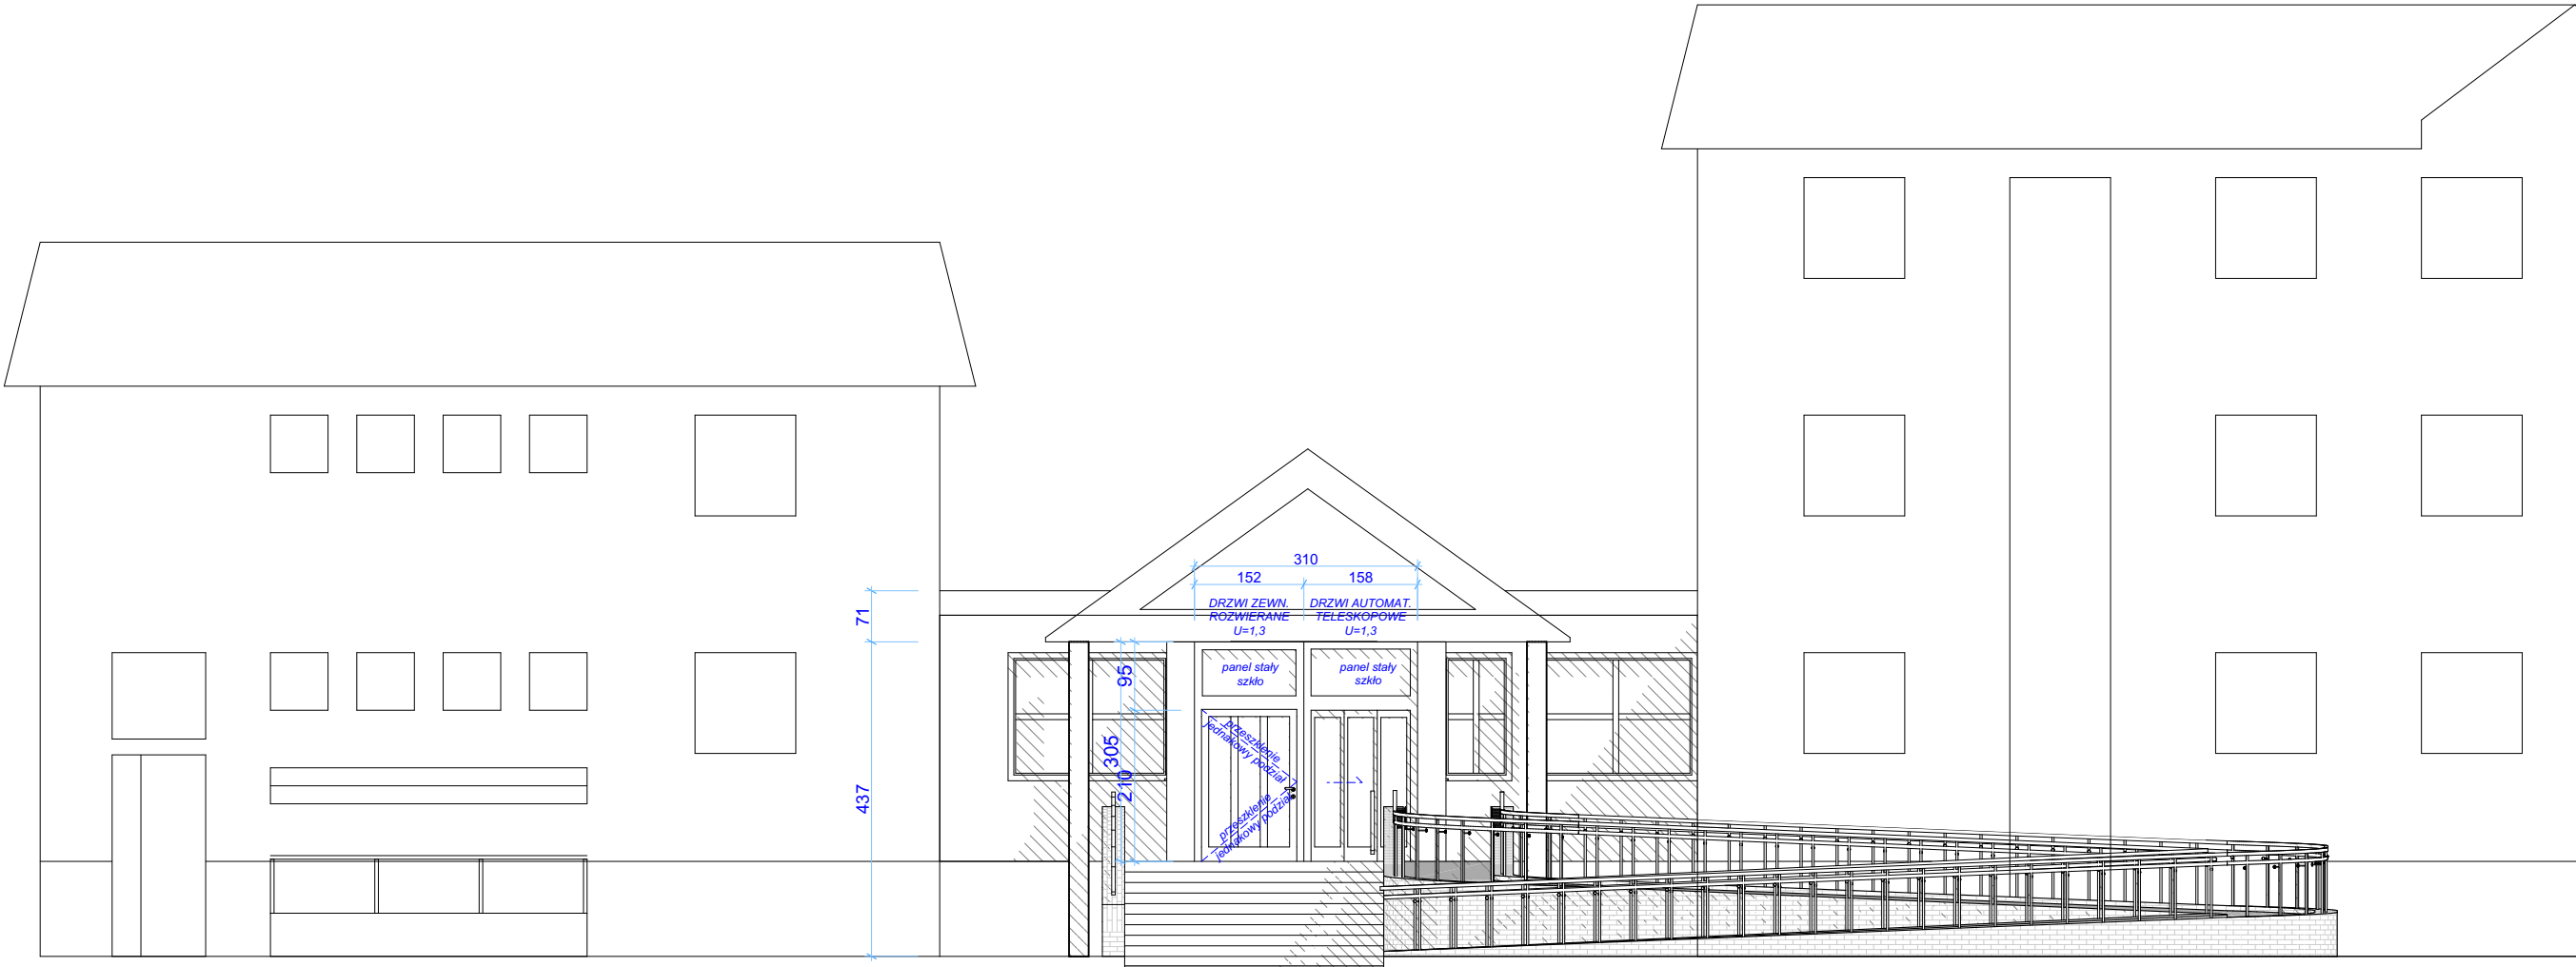 310
152
158
DRZWI ZEWN.
ROZWIERANE
U=1,3
DRZWI AUTOMAT.
TELESKOPOWE
U=1,3
71
437
95
305
210
panel stały
szkło
panel stały
szkło
przeszklenie
jednakowy podział
przeszklenie
jednakowy podział